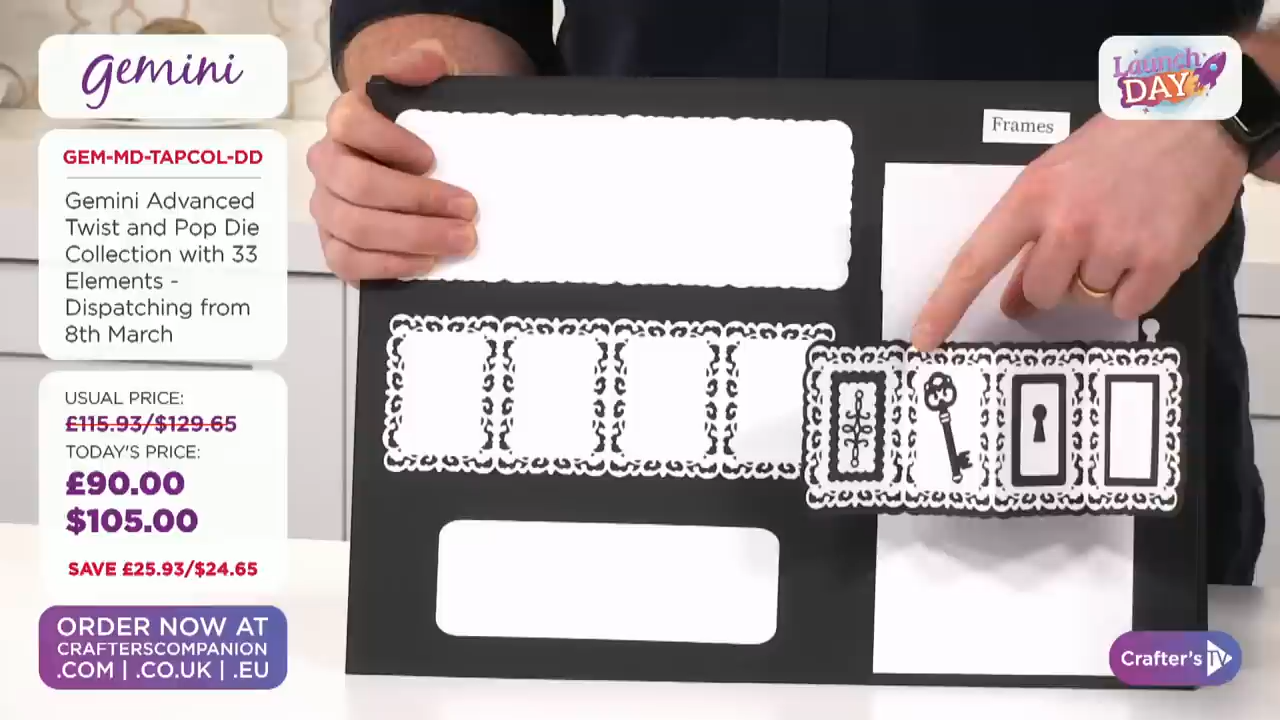 gemini
GEM-MD-TAPCOL-DD
Gemini Advanced
Twist and Pop Die
Collection with 33
Elements -
Dispatching from
8th March
USUAL PRICE:
£115.93/$129.65
TODAY'S PRICE:
£90.00
$105.00
SAVE £25.93/$24.65
ORDER NOW AT
CRAFTERSCOMPANION
.COM | .CO.UK | .EU
Launch
DAY
Frames
Crafter's TV